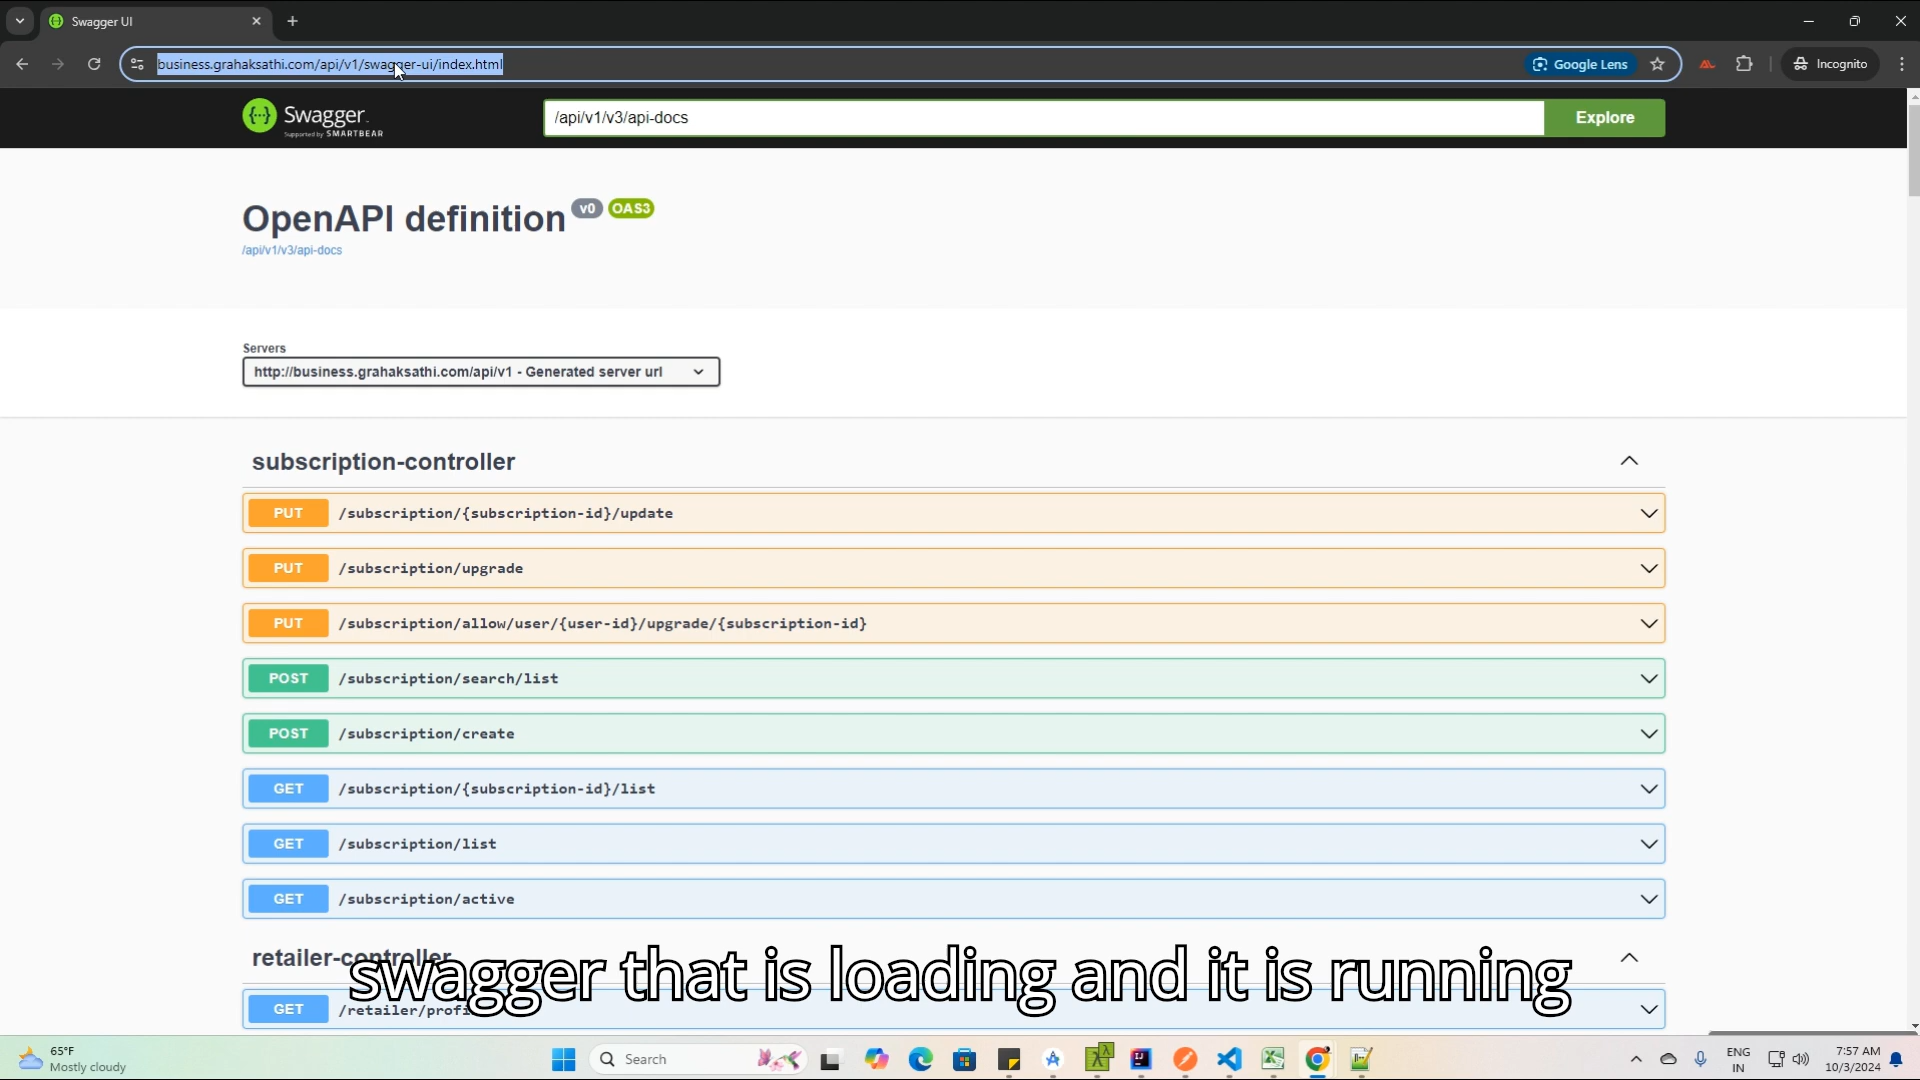 Swagger UI
business.grahaksathi.com/api/v1/swagger-ui/index.html
Google Lens
Incognito
Swagger
Supported by SMARTBEAR
/api/v1/v3/api-docs
Explore
OpenAPI definition v0 OAS3
/api/v1/v3/api-docs
Servers
http://business.grahaksathi.com/api/v1 - Generated server url
subscription-controller
PUT /subscription/{subscription-id}/update
PUT /subscription/upgrade
PUT /subscription/allow/user/{user-id}/upgrade/{subscription-id}
POST /subscription/search/list
POST /subscription/create
GET /subscription/{subscription-id}/list
GET /subscription/list
GET /subscription/active
retailer-controller
swagger that is loading and it is running
GET /retailer/profi
65°F
Mostly cloudy
Search
ENG
IN
7:57 AM
10/3/2024